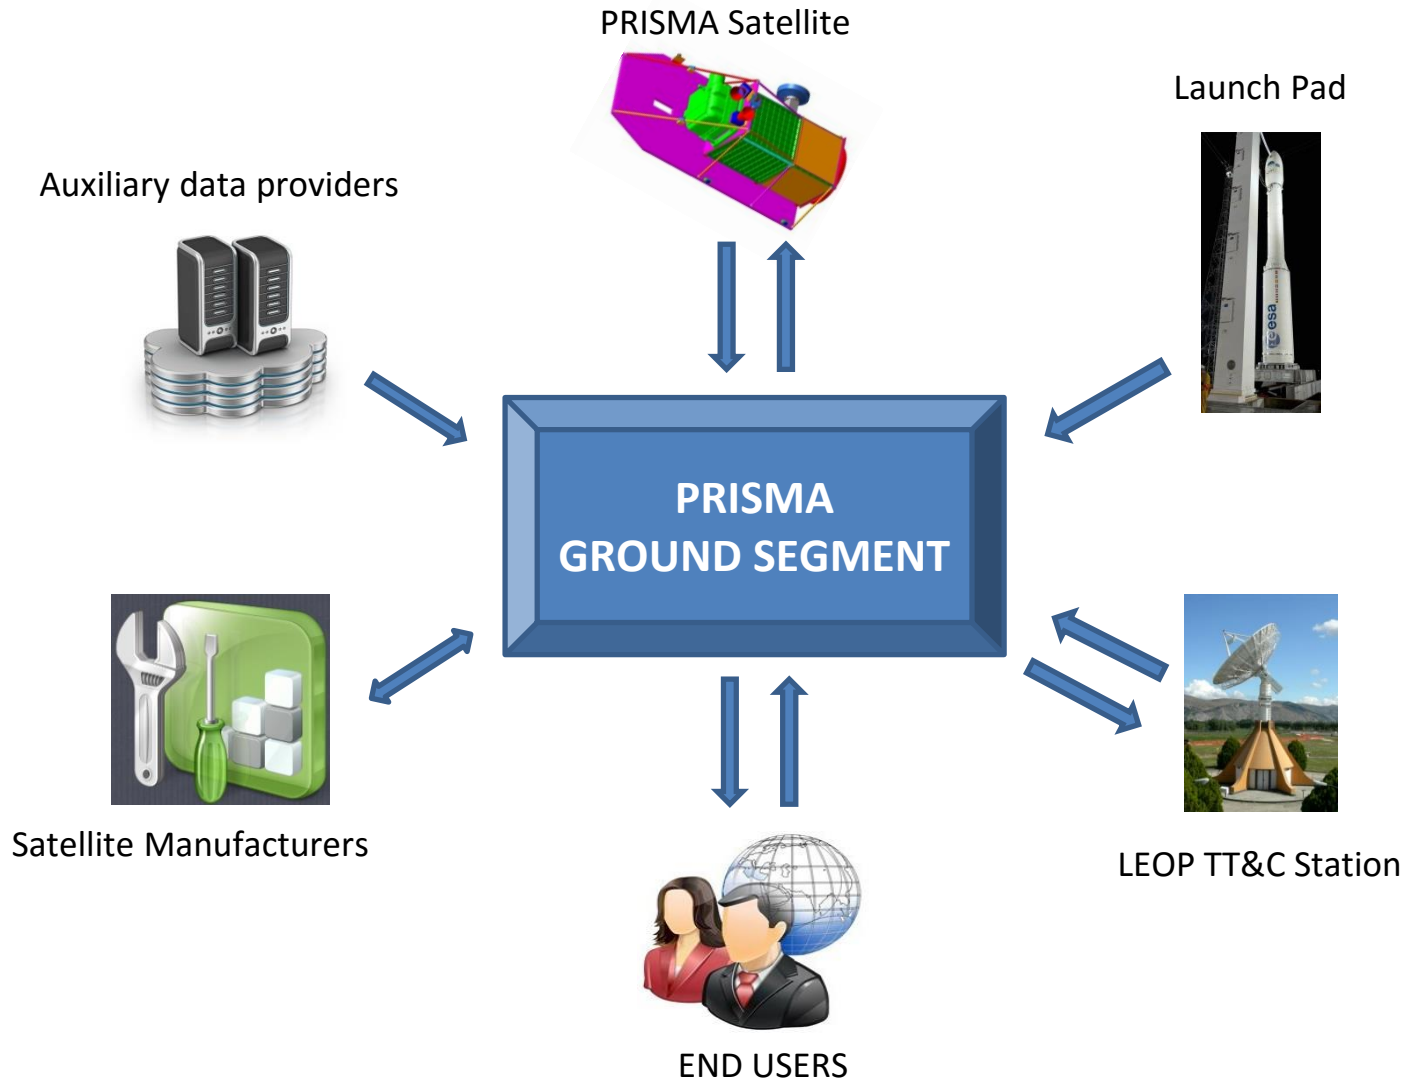 PRISMA Satellite
Launch Pad
Auxiliary data providers
esa
PRISMA
GROUND SEGMENT
Satellite Manufacturers
LEOP TT&C Station
END USERS